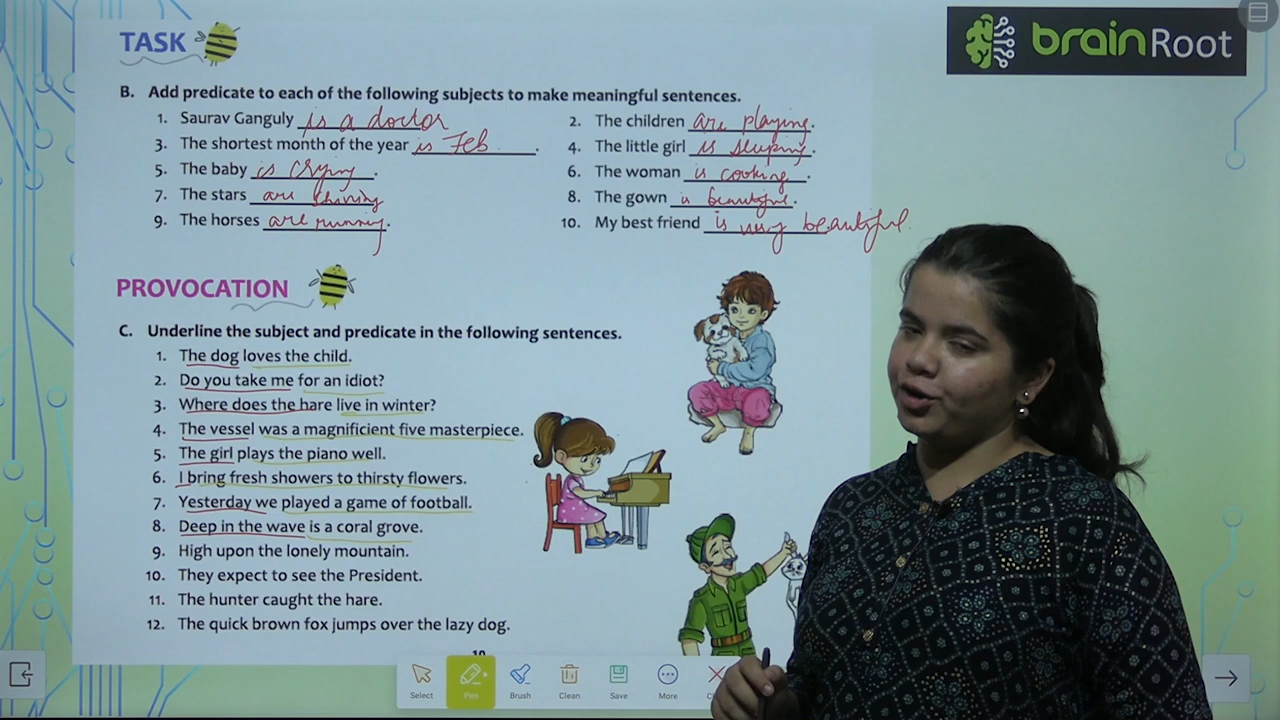 TASK
brainRoot
B. Add predicate to each of the following subjects to make meaningful sentences.
1. Saurav Ganguly is a doctor
2. The children are playing.
3. The shortest month of the year is Feb.
4. The little girl is sleeping.
5. The baby is crying.
6. The woman is cooking.
7. The stars are shining
8. The gown is beautiful.
9. The horses are running.
10. My best friend is very beautiful.
PROVOCATION
C. Underline the subject and predicate in the following sentences.
1. The dog loves the child.
2. Do you take me for an idiot?
3. Where does the hare live in winter?
4. The vessel was a magnificient five masterpiece.
5. The girl plays the piano well.
6. I bring fresh showers to thirsty flowers.
7. Yesterday we played a game of football.
8. Deep in the wave is a coral grove.
9. High upon the lonely mountain.
10. They expect to see the President.
11. The hunter caught the hare.
12. The quick brown fox jumps over the lazy dog.
Select Pen Brush Clean Save More